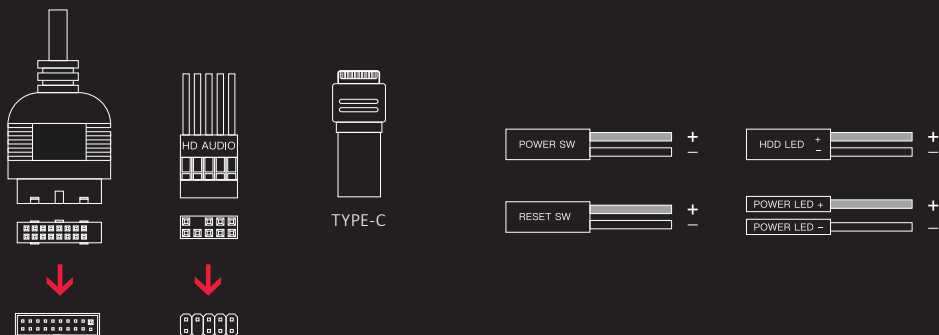 HD AUDIO
TYPE-C
POWER SW
+
−
HDD LED + -
+
−
RESET SW
+
−
POWER LED +
POWER LED −
+
−